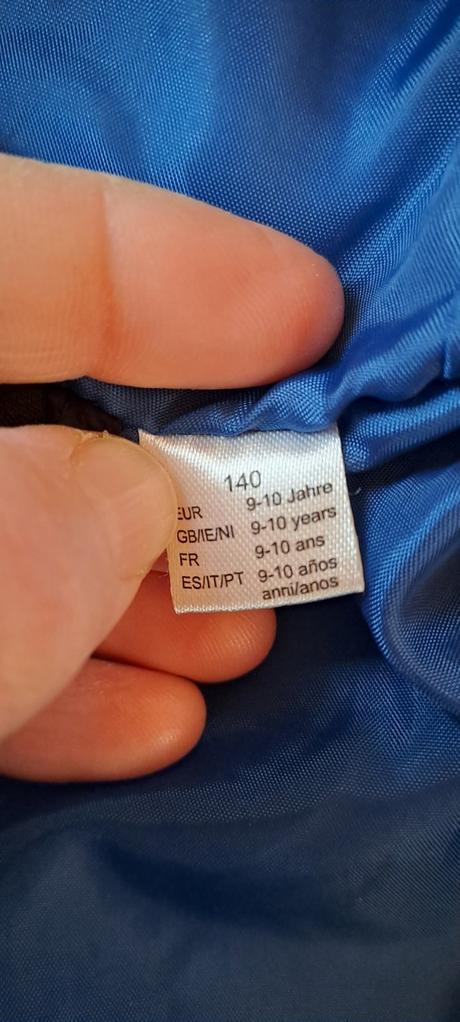 140
EUR 9-10 Jahre
GB/IE/NI 9-10 years
FR 9-10 ans
ES/IT/PT 9-10 años
anni/anos